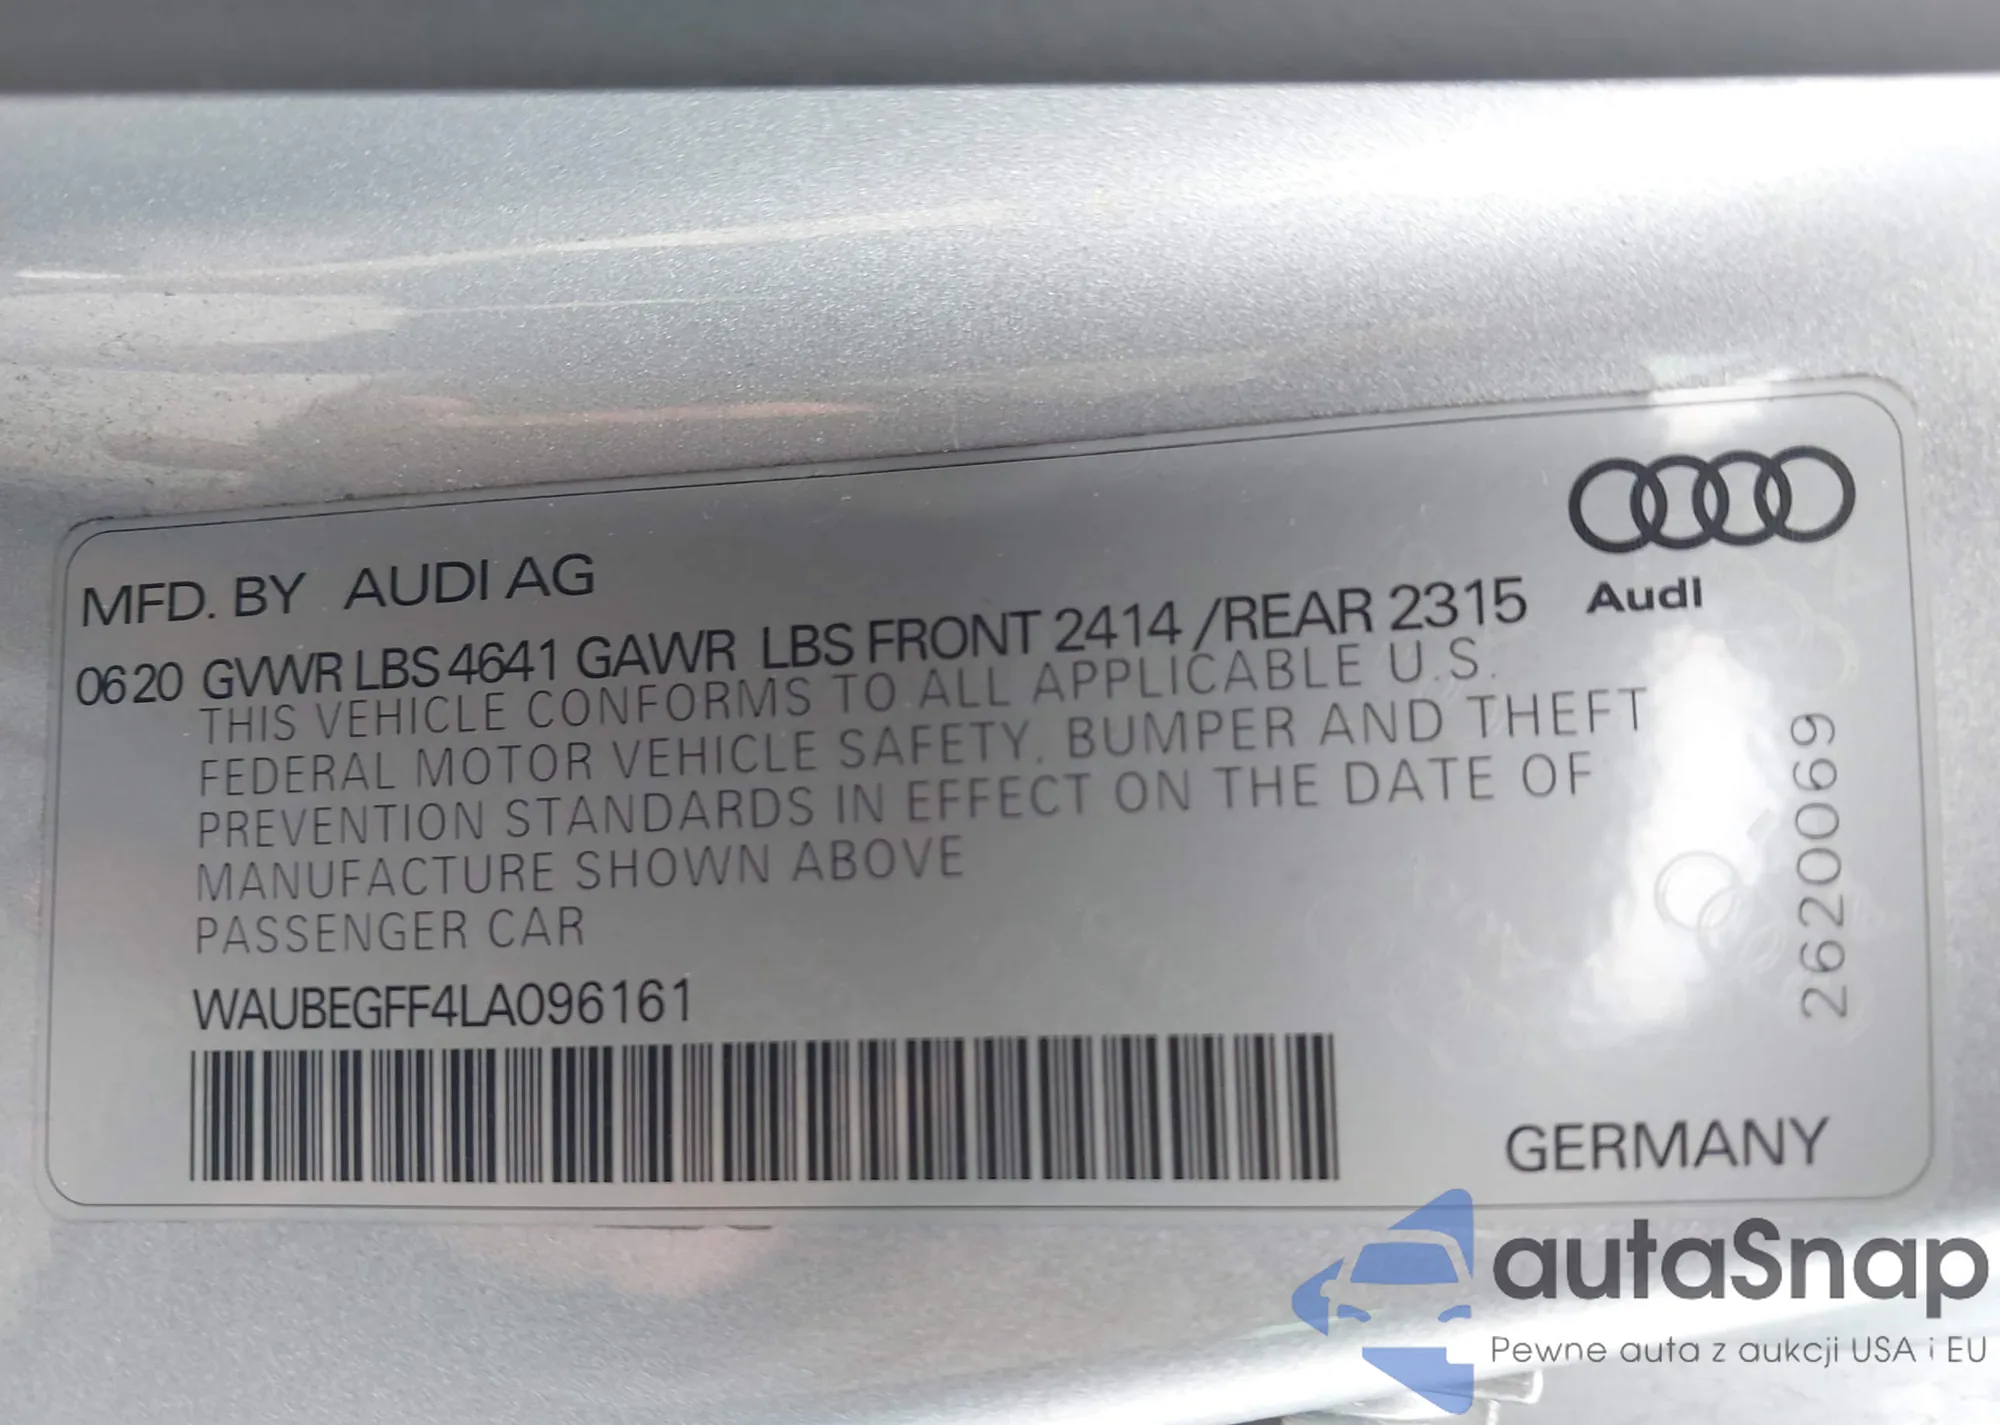 MFD. BY AUDI AG
Audi
0620 GVWR LBS 4641 GAWR LBS FRONT 2414 /REAR 2315
THIS VEHICLE CONFORMS TO ALL APPLICABLE U.S.
FEDERAL MOTOR VEHICLE SAFETY, BUMPER AND THEFT
PREVENTION STANDARDS IN EFFECT ON THE DATE OF
MANUFACTURE SHOWN ABOVE
PASSENGER CAR
WAUBEGFF4LA096161
2620069
GERMANY
autaSnap
Pewne auta z aukcji USA i EU